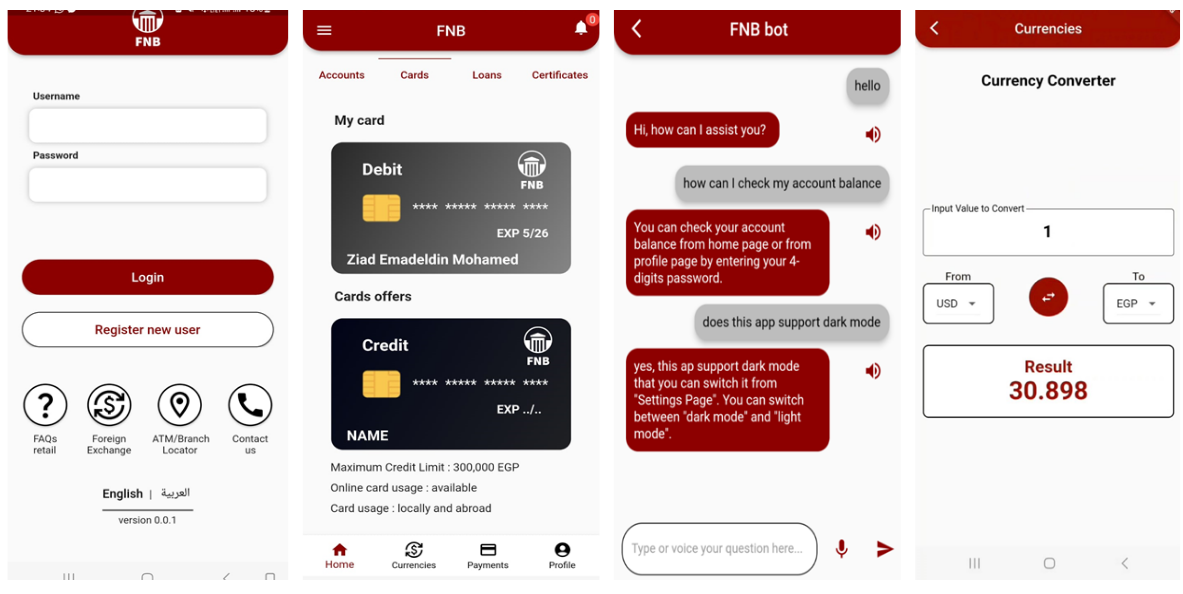 FNB
Username
Password
Login
Register new user
FAQs
retail
Foreign
Exchange
ATM/Branch
Locator
Contact
us
English | العربية
version 0.0.1
FNB
0
Accounts Cards Loans Certificates
My card
Debit
FNB
**** ***** ***** ****
EXP 5/26
Ziad Emadeldin Mohamed
Cards offers
Credit
FNB
**** ***** ***** ****
EXP ../..
NAME
Maximum Credit Limit : 300,000 EGP
Online card usage : available
Card usage : locally and abroad
Home Currencies Payments Profile
FNB bot
hello
Hi, how can I assist you?
how can I check my account balance
You can check your account
balance from home page or from
profile page by entering your 4-
digits password.
does this app support dark mode
yes, this ap support dark mode
that you can switch it from
"Settings Page". You can switch
between "dark mode" and "light
mode".
Type or voice your question here...
Currencies
Currency Converter
Input Value to Convert
1
From To
USD EGP
Result
30.898